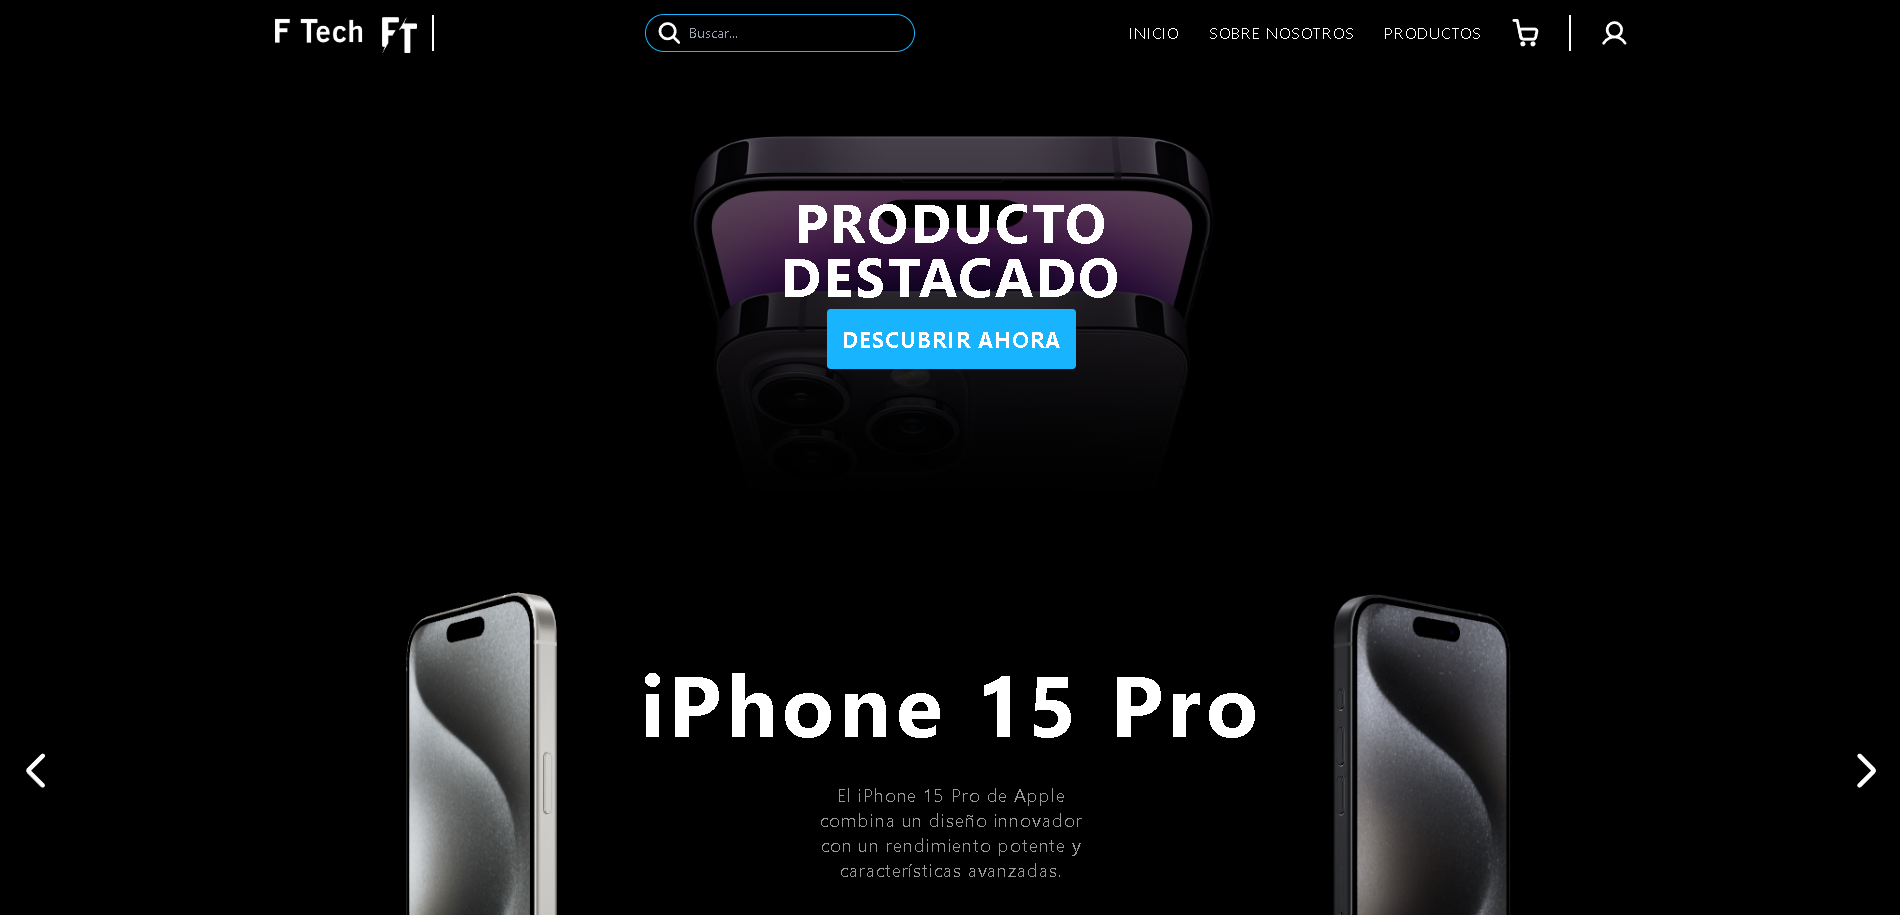 F Tech FT
Buscar...
INICIO
SOBRE NOSOTROS
PRODUCTOS
PRODUCTO
DESTACADO
DESCUBRIR AHORA
iPhone 15 Pro
El iPhone 15 Pro de Apple
combina un diseño innovador
con un rendimiento potente y
características avanzadas.